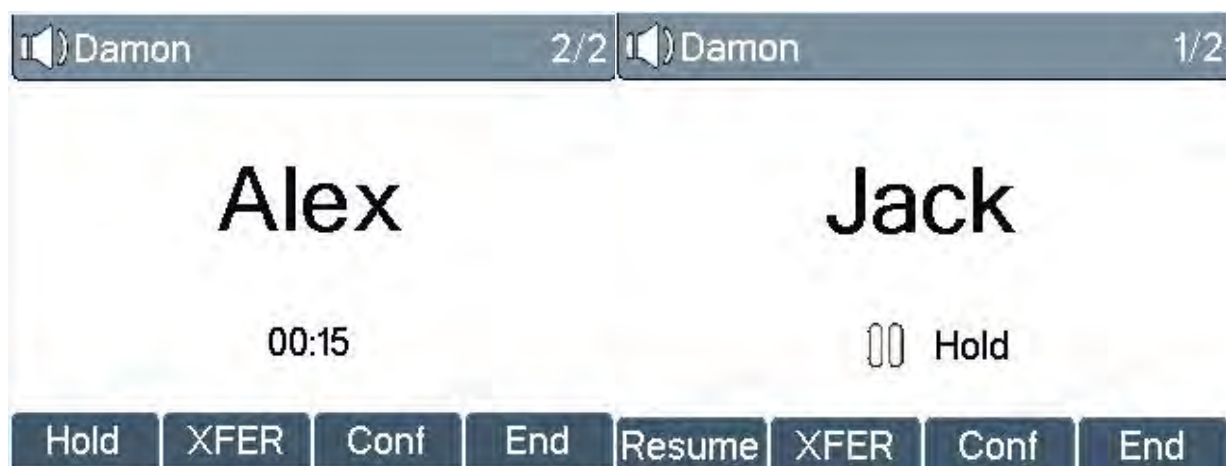 Damon 2/2
Alex
00:15
Hold XFER Conf End
Damon 1/2
Jack
Hold
Resume XFER Conf End